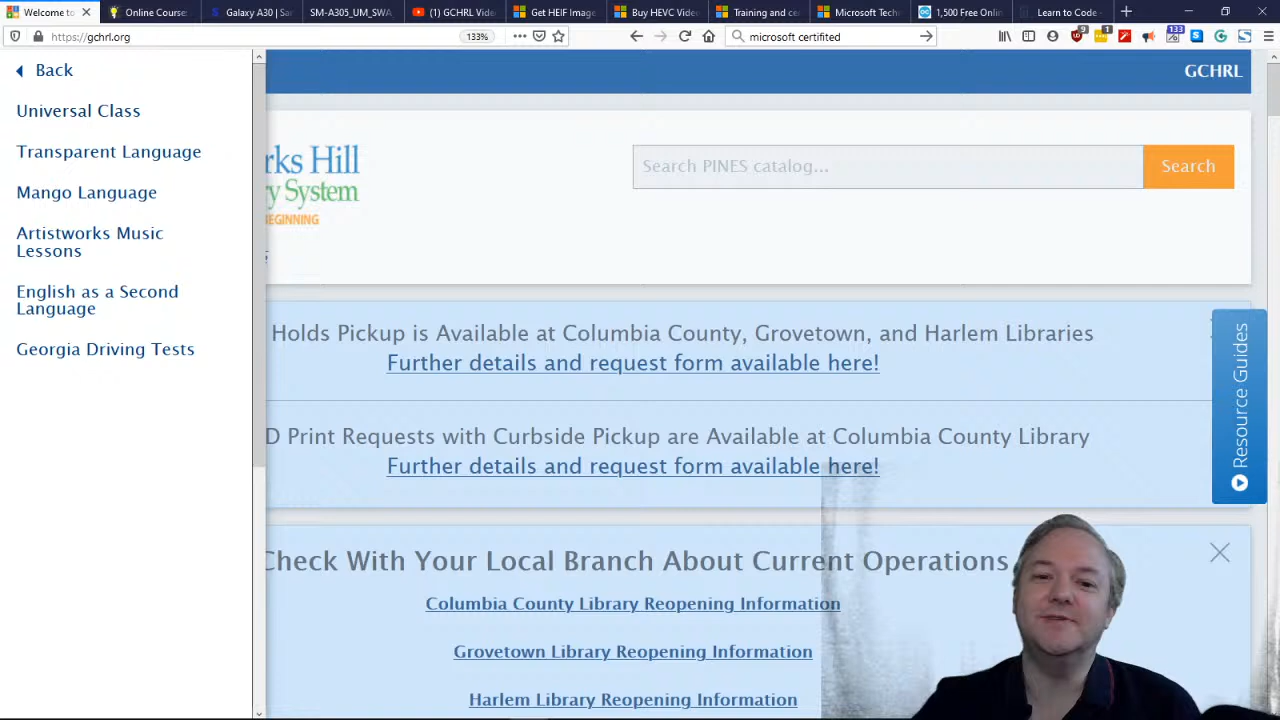 Welcome to
Online Course
Galaxy A30 | Sa
SM-A305_UM_SWA
(1) GCHRL Vide
Get HEIF Image
Buy HEVC Vide
Training and ce
Microsoft Tech
1,500 Free Onli
Learn to Code -
https://gchrl.org
133%
microsoft certifited
9
1
133
Back
Universal Class
Transparent Language
Mango Language
Artistworks Music
Lessons
English as a Second
Language
Georgia Driving Tests
GCHRL
rks Hill
ry System
BEGINNING
Search PINES catalog...
Search
Holds Pickup is Available at Columbia County, Grovetown, and Harlem Libraries
Further details and request form available here!
D Print Requests with Curbside Pickup are Available at Columbia County Library
Further details and request form available here!
Resource Guides
Check With Your Local Branch About Current Operations
Columbia County Library Reopening Information
Grovetown Library Reopening Information
Harlem Library Reopening Information